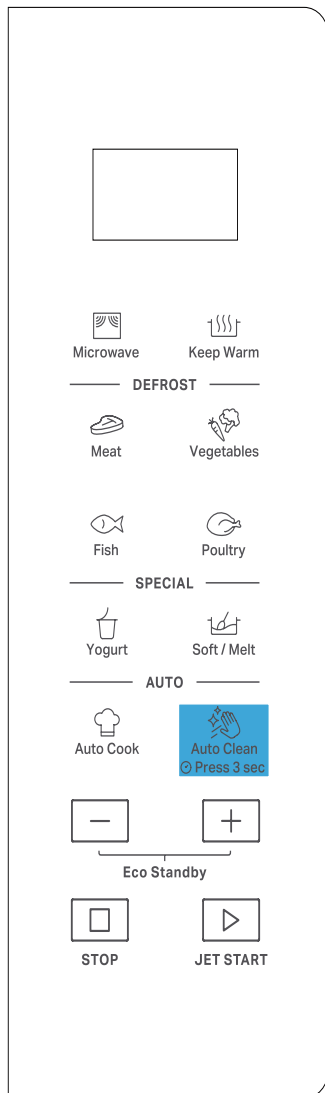 Microwave
Keep Warm
DEFROST
Meat
Vegetables
Fish
Poultry
SPECIAL
Yogurt
Soft / Melt
AUTO
Auto Cook
Auto Clean
Press 3 sec
Eco Standby
STOP
JET START